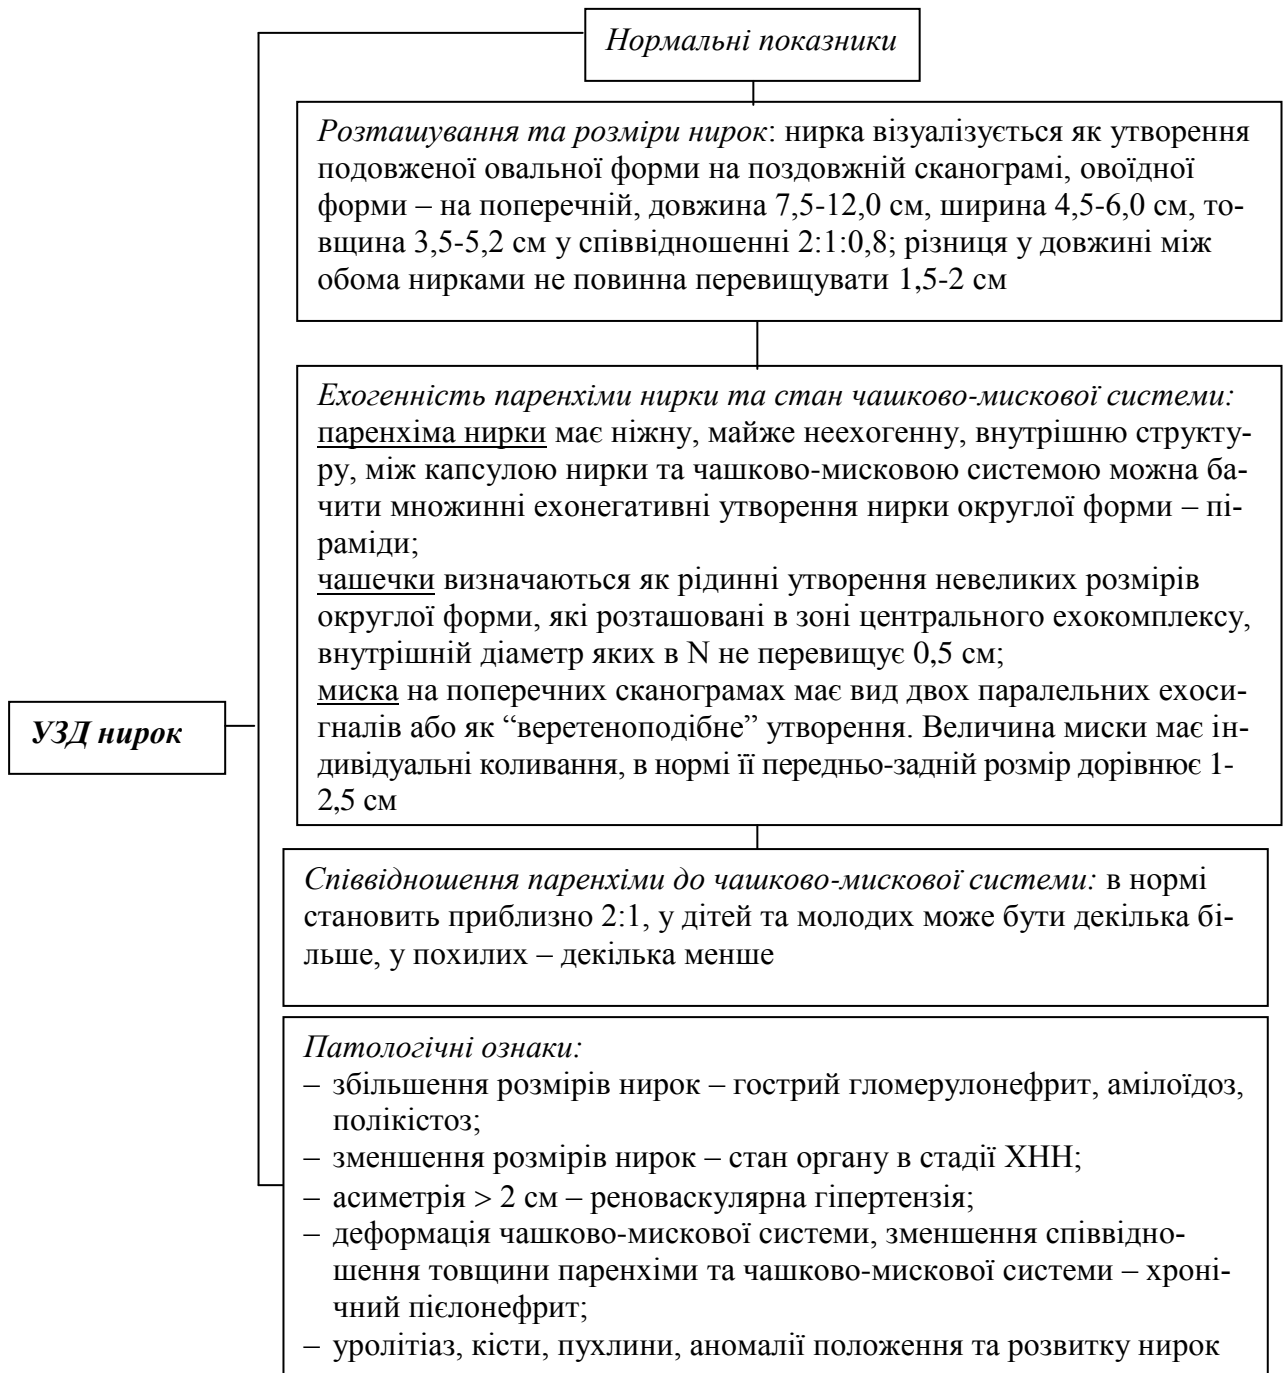 Нормальні показники
Розташування та розміри нирок: нирка візуалізується як утворення
подовженої овальної форми на поздовжній сканограмі, овоїдної
форми – на поперечній, довжина 7,5-12,0 см, ширина 4,5-6,0 см, то-
вщина 3,5-5,2 см у співвідношенні 2:1:0,8; різниця у довжині між
обома нирками не повинна перевищувати 1,5-2 см
Ехогенність паренхіми нирки та стан чашково-мискової системи:
паренхіма нирки має ніжну, майже неехогенну, внутрішню структу-
ру, між капсулою нирки та чашково-мисковою системою можна ба-
чити множинні ехонегативні утворення нирки округлої форми – пі-
раміди;
чашечки визначаються як рідинні утворення невеликих розмірів
округлої форми, які розташовані в зоні центрального ехокомплексу,
внутрішній діаметр яких в N не перевищує 0,5 см;
миска на поперечних сканограмах має вид двох паралельних ехоси-
гналів або як “веретеноподібне” утворення. Величина миски має ін-
дивідуальні коливання, в нормі її передньо-задній розмір дорівнює 1-
2,5 см
УЗД нирок
Співвідношення паренхіми до чашково-мискової системи: в нормі
становить приблизно 2:1, у дітей та молодих може бути декілька бі-
льше, у похилих – декілька менше
Патологічні ознаки:
– збільшення розмірів нирок – гострий гломерулонефрит, амілоїдоз,
полікістоз;
– зменшення розмірів нирок – стан органу в стадії ХНН;
– асиметрія > 2 см – реноваскулярна гіпертензія;
– деформація чашково-мискової системи, зменшення співвідно-
шення товщини паренхіми та чашково-мискової системи – хроні-
чний пієлонефрит;
– уролітіаз, кісти, пухлини, аномалії положення та розвитку нирок